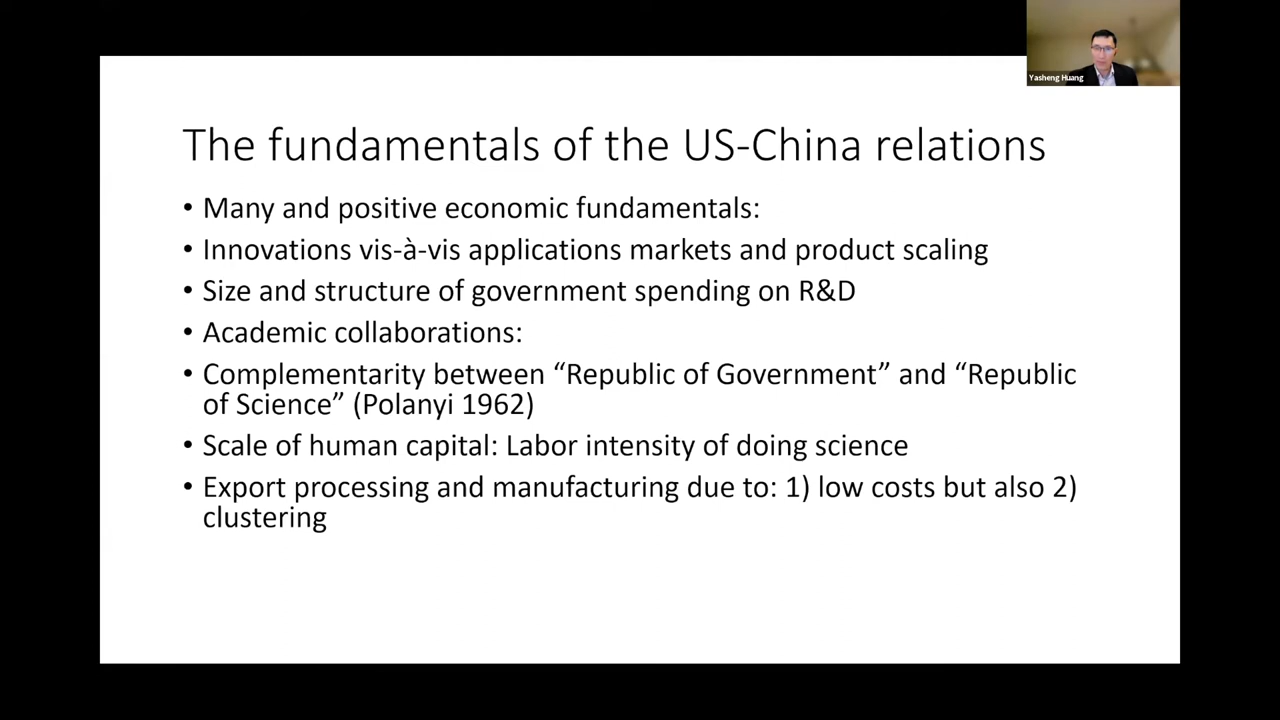 Yasheng Huang
The fundamentals of the US-China relations
• Many and positive economic fundamentals:
• Innovations vis-à-vis applications markets and product scaling
• Size and structure of government spending on R&D
• Academic collaborations:
• Complementarity between “Republic of Government” and “Republic
of Science” (Polanyi 1962)
• Scale of human capital: Labor intensity of doing science
• Export processing and manufacturing due to: 1) low costs but also 2)
clustering